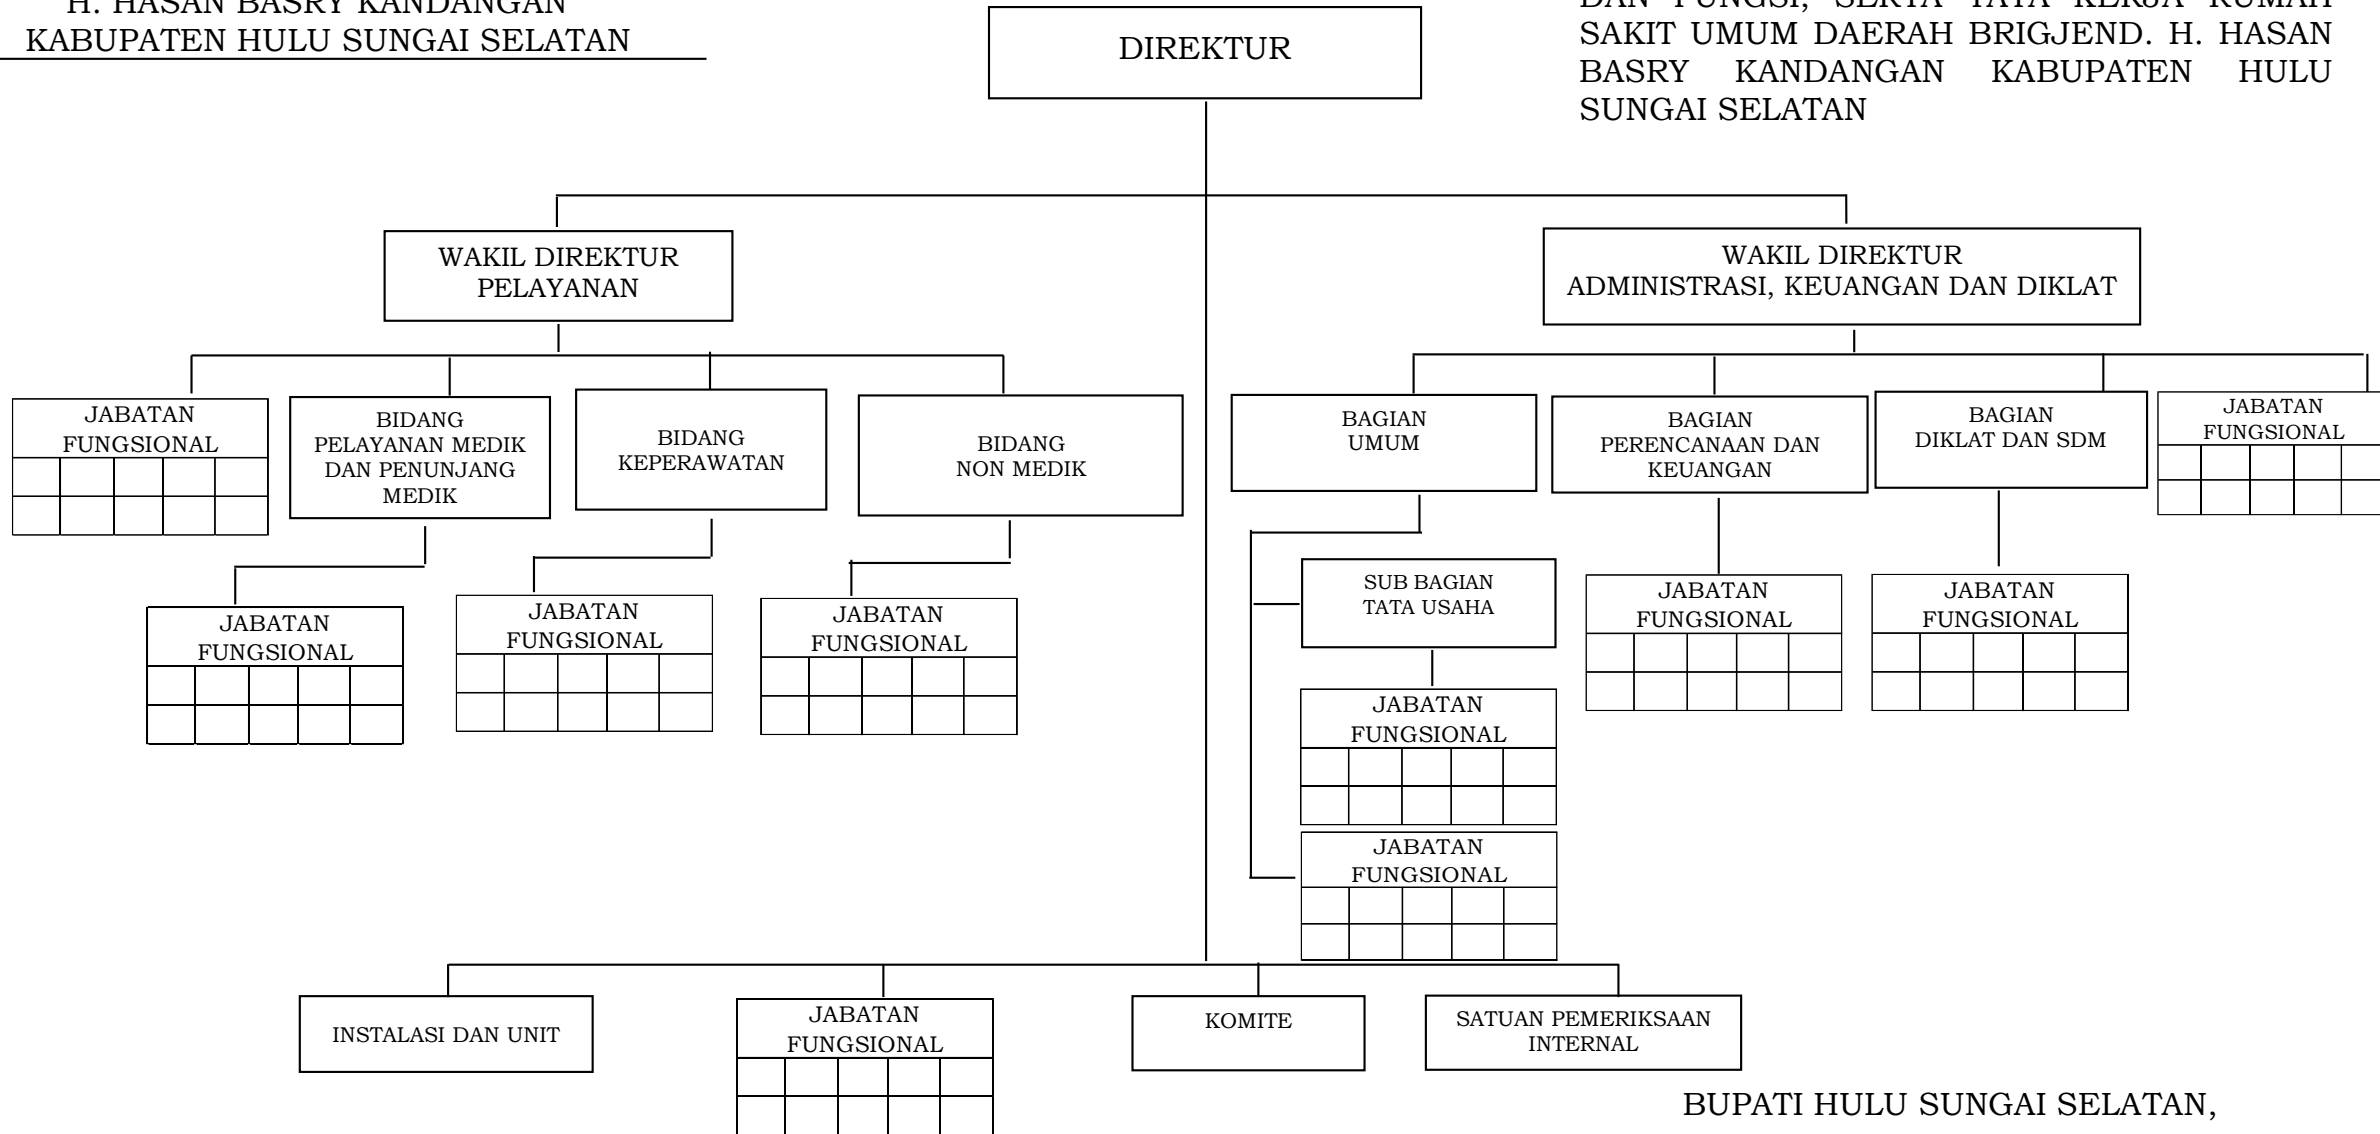 H. HASAN BASRY KANDANGAN
KABUPATEN HULU SUNGAI SELATAN
DIREKTUR
DAN FUNGSI, SERTA TATA KERJA RUMAH
SAKIT UMUM DAERAH BRIGJEND. H. HASAN
BASRY KANDANGAN KABUPATEN HULU
SUNGAI SELATAN
WAKIL DIREKTUR
PELAYANAN
WAKIL DIREKTUR
ADMINISTRASI, KEUANGAN DAN DIKLAT
JABATAN
FUNGSIONAL
BIDANG
PELAYANAN MEDIK
DAN PENUNJANG
MEDIK
BIDANG
KEPERAWATAN
BIDANG
NON MEDIK
BAGIAN
UMUM
BAGIAN
PERENCANAAN DAN
KEUANGAN
BAGIAN
DIKLAT DAN SDM
JABATAN
FUNGSIONAL
JABATAN
FUNGSIONAL
JABATAN
FUNGSIONAL
JABATAN
FUNGSIONAL
SUB BAGIAN
TATA USAHA
JABATAN
FUNGSIONAL
JABATAN
FUNGSIONAL
JABATAN
FUNGSIONAL
JABATAN
FUNGSIONAL
INSTALASI DAN UNIT
JABATAN
FUNGSIONAL
KOMITE
SATUAN PEMERIKSAAN
INTERNAL
BUPATI HULU SUNGAI SELATAN,